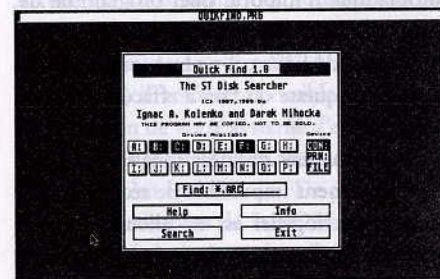 QUIKFIND.PRG
Quick Find 1.8
The ST Disk Searcher
(C) 1987,1989 by
Ignac A. Kolenko and Darek Mihocka
THIS PROGRAM MAY BE COPIED, NOT TO BE SOLD.
Drives Available Device
A: B: C: D: E: F: G: H: CON:
PRN:
I: J: K: L: M: N: O: P: FILE
Find: *.ARC
Help Info
Search Exit